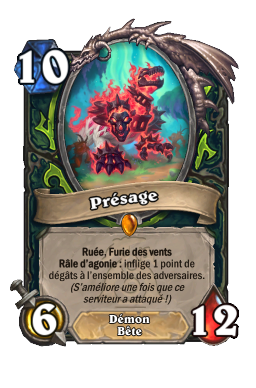 10
Présage
Ruée, Furie des vents
Râle d'agonie : inflige 1 point de
dégâts à l'ensemble des adversaires.
(S'améliore une fois que ce
serviteur a attaqué !)
6
Démon
Bête
12